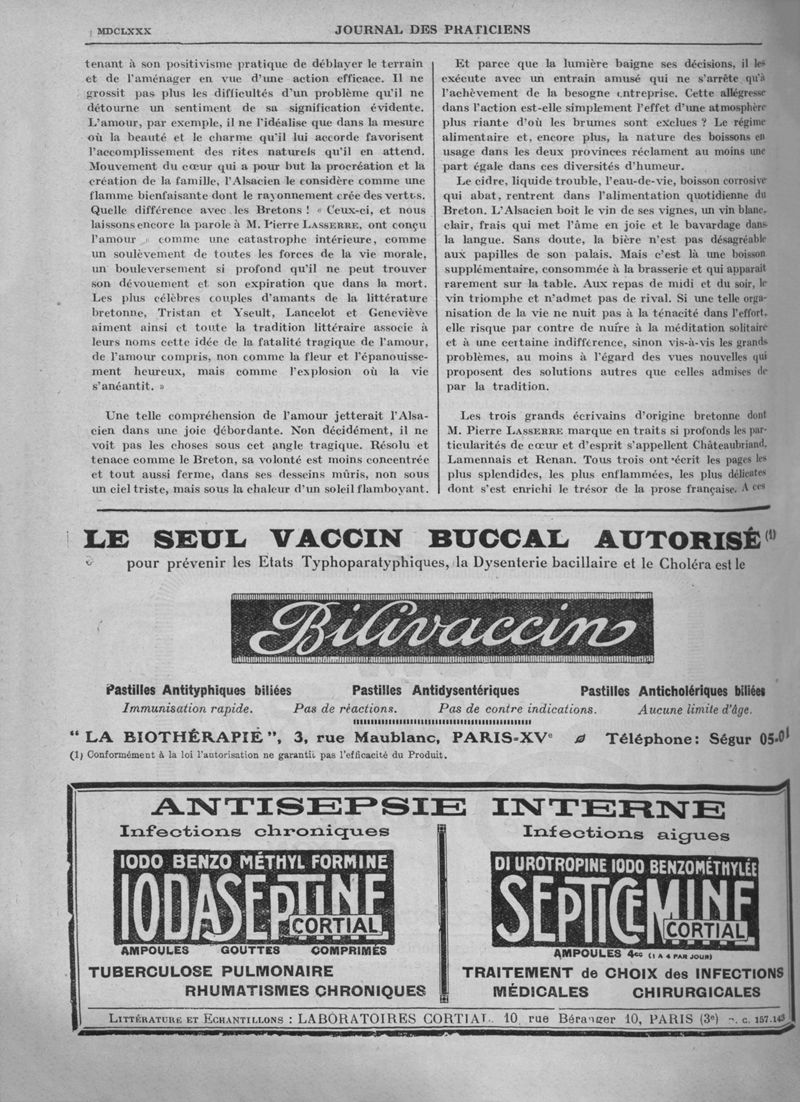 MDCLXXX
JOURNAL DES PRATICIENS
tenant à son positivisme pratique de déblayer le terrain
et de l'aménager en vue d'une action efficace. Il ne
grossit pas plus les difficultés d'un problème qu'il ne
détourne un sentiment de sa signification évidente.
L'amour, par exemple, il ne l'idéalise que dans la mesure
où la beauté et le charme qu'il lui accorde favorisent
l'accomplissement des rites naturels qu'il en attend.
Mouvement du cœur qui a pour but la procréation et la
création de la famille, l'Alsacien le considère comme une
flamme bienfaisante dont le rayonnement crée des vertus.
Quelle différence avec les Bretons ! « Ceux-ci, et nous
laissons encore la parole à M. Pierre LASSERRE, ont conçu
l'amour » comme une catastrophe intérieure, comme
un soulèvement de toutes les forces de la vie morale,
un bouleversement si profond qu'il ne peut trouver
son dévouement et son expiration que dans la mort.
Les plus célèbres couples d'amants de la littérature
bretonne, Tristan et Yseult, Lancelot et Geneviève
aiment ainsi et toute la tradition littéraire associe à
leurs noms cette idée de la fatalité tragique de l'amour,
de l'amour compris, non comme la fleur et l'épanouisse-
ment heureux, mais comme l'explosion où la vie
s'anéantit. »
Une telle compréhension de l'amour jetterait l'Alsa-
cien dans une joie débordante. Non décidément, il ne
voit pas les choses sous cet angle tragique. Résolu et
tenace comme le Breton, sa volonté est moins concentrée
et tout aussi ferme, dans ses desseins mûris, non sous
un ciel triste, mais sous la chaleur d'un soleil flamboyant.
Et parce que la lumière baigne ses décisions, il les
exécute avec un entrain amusé qui ne s'arrête qu'à
l'achèvement de la besogne entreprise. Cette allégresse
dans l'action est-elle simplement l'effet d'une atmosphère
plus riante d'où les brumes sont exclues ? Le régime
alimentaire et, encore plus, la nature des boissons en
usage dans les deux provinces réclament au moins une
part égale dans ces diversités d'humeur.
Le cidre, liquide trouble, l'eau-de-vie, boisson corrosive
qui abat, rentrent dans l'alimentation quotidienne du
Breton. L'Alsacien boit le vin de ses vignes, un vin blanc,
clair, frais qui met l'âme en joie et le bavardage dans
la langue. Sans doute, la bière n'est pas désagréable
aux papilles de son palais. Mais c'est là une boisson
supplémentaire, consommée à la brasserie et qui apparaît
rarement sur la table. Aux repas de midi et du soir, le
vin triomphe et n'admet pas de rival. Si une telle orga-
nisation de la vie ne nuit pas à la ténacité dans l'effort,
elle risque par contre de nuire à la méditation solitaire
et à une certaine indifférence, sinon vis-à-vis les grands
problèmes, au moins à l'égard des vues nouvelles qui
proposent des solutions autres que celles admises de
par la tradition.
Les trois grands écrivains d'origine bretonne dont
M. Pierre LASSERRE marque en traits si profonds les par-
ticularités de cœur et d'esprit s'appellent Châteaubriand,
Lamennais et Renan. Tous trois ont écrit les pages les
plus splendides, les plus enflammées, les plus délicates
dont s'est enrichi le trésor de la prose française. A ces
LE SEUL VACCIN BUCCAL AUTORISÉ (1)
pour prévenir les Etats Typhoparatyphiques, la Dysenterie bacillaire et le Choléra est le
Bilivaccin
Pastilles Antityphiques biliées Pastilles Antidysentériques Pastilles Anticholériques biliées
Immunisation rapide. Pas de réactions. Pas de contre indications. Aucune limite d'âge.
“ LA BIOTHÉRAPIE ”, 3, rue Maublanc, PARIS-XVe Téléphone: Ségur 05-01
(1) Conformément à la loi l'autorisation ne garantit pas l'efficacité du Produit.
ANTISEPSIE INTERNE
Infections chroniques
IODO BENZO MÉTHYL FORMINE
IODASEPTINE
CORTIAL
AMPOULES GOUTTES COMPRIMÉS
TUBERCULOSE PULMONAIRE
RHUMATISMES CHRONIQUES
Infections aigues
DI UROTROPINE IODO BENZOMÉTHYLÉE
SEPTICEMINE
CORTIAL
AMPOULES 4cc (1 A 4 PAR JOUR)
TRAITEMENT de CHOIX des INFECTIONS
MÉDICALES CHIRURGICALES
LITTÉRATURE ET ECHANTILLONS : LABORATOIRES CORTIAL. 10, rue Béranger 10, PARIS (3e) c. 157.143